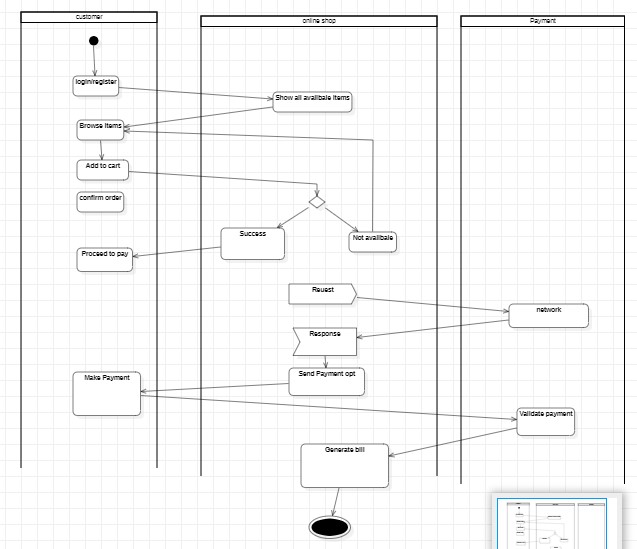 customer
online shop
Payment
login/register
Show all availbale Items
Browse Items
Add to cart
confirm order
Success
Not availbale
Proceed to pay
Reuest
network
Response
Send Payment opt
Make Payment
Validate payment
Generate bill